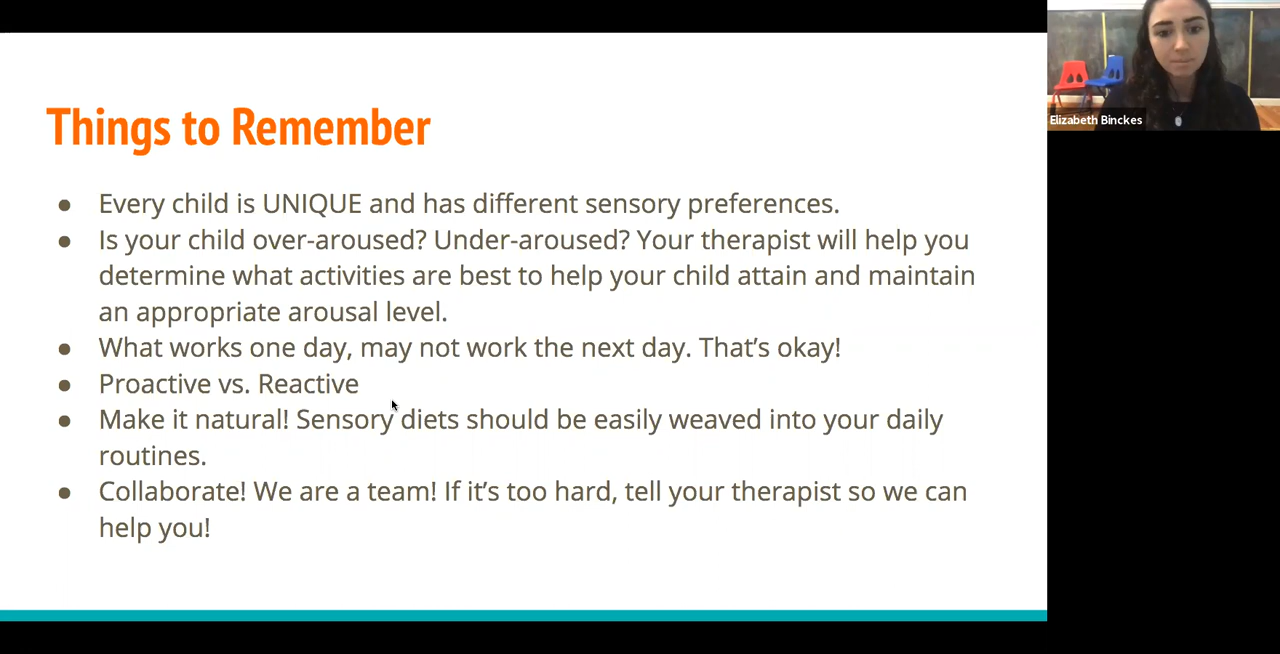 Things to Remember
● Every child is UNIQUE and has different sensory preferences.
● Is your child over-aroused? Under-aroused? Your therapist will help you
determine what activities are best to help your child attain and maintain
an appropriate arousal level.
● What works one day, may not work the next day. That’s okay!
● Proactive vs. Reactive
● Make it natural! Sensory diets should be easily weaved into your daily
routines.
● Collaborate! We are a team! If it’s too hard, tell your therapist so we can
help you!
Elizabeth Binckes